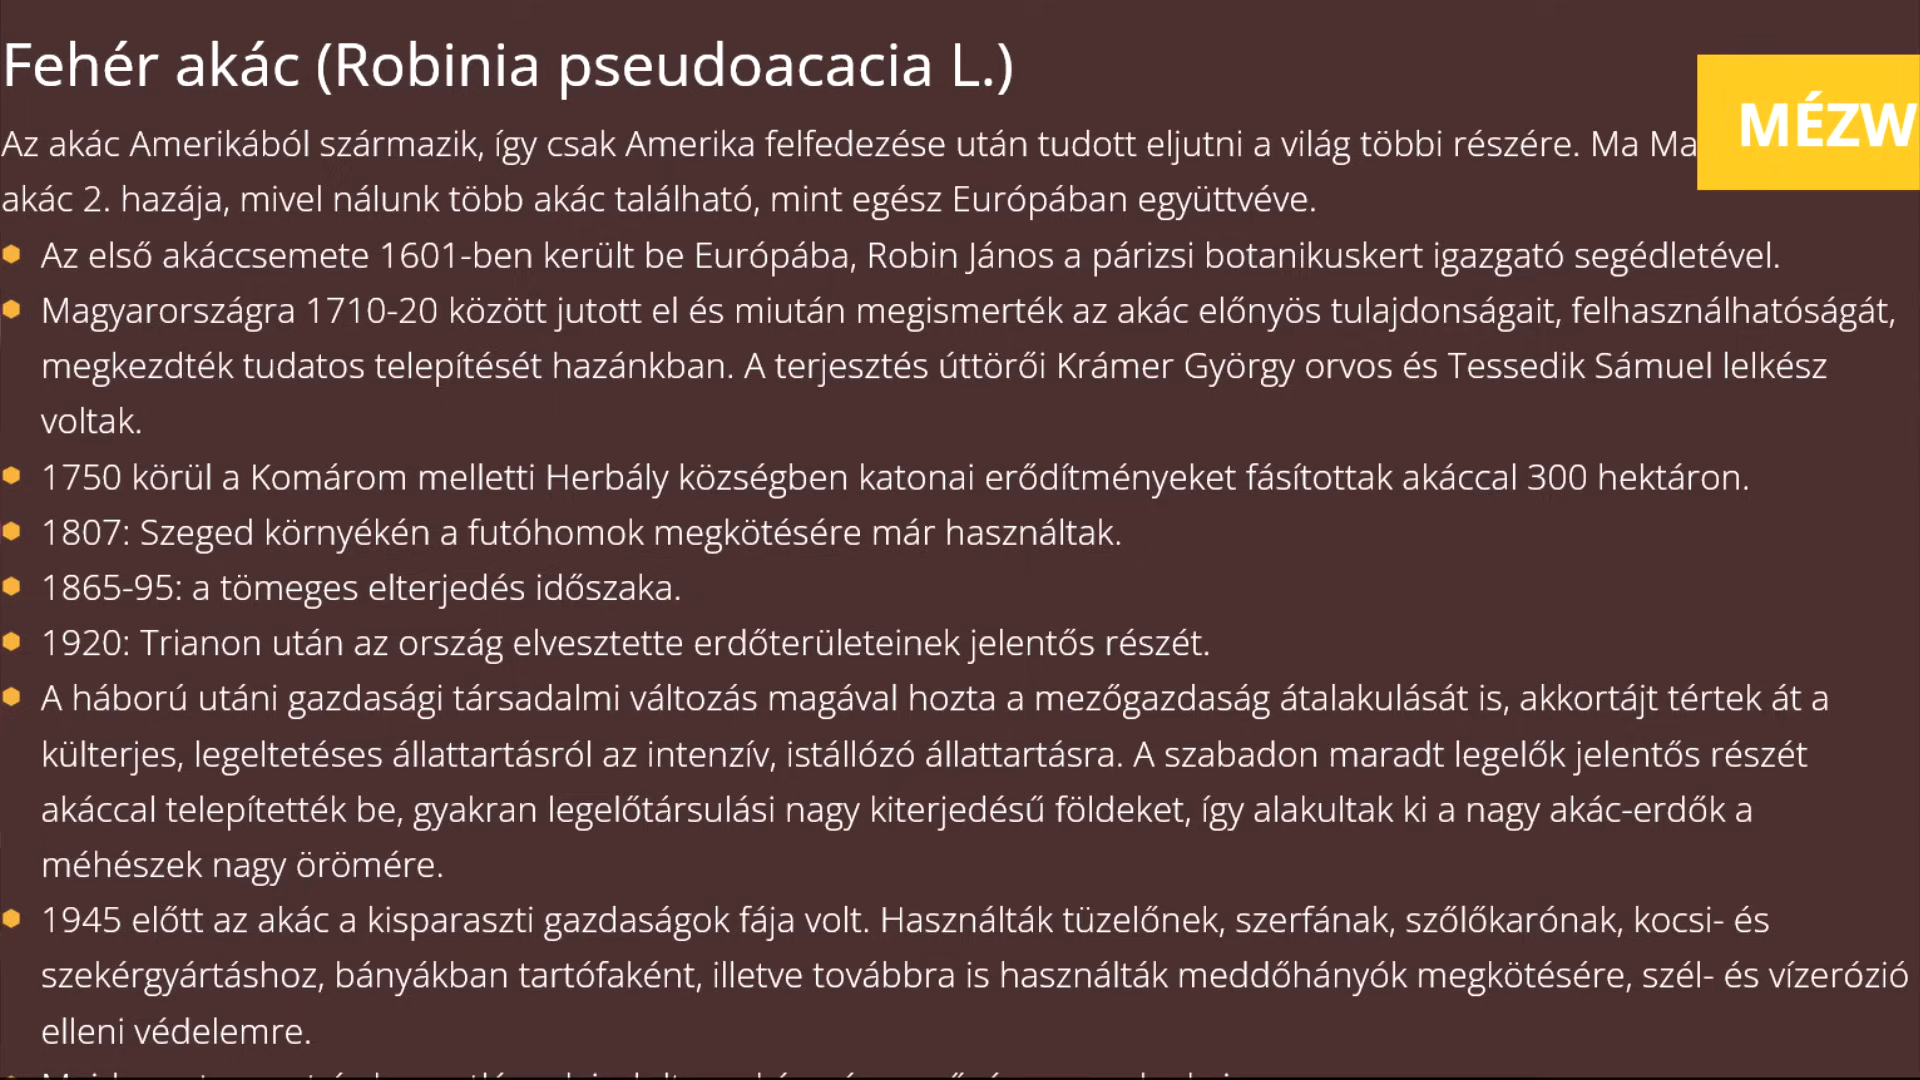 Fehér akác (Robinia pseudoacacia L.)
MÉZW
Az akác Amerikából származik, így csak Amerika felfedezése után tudott eljutni a világ többi részére. Ma Ma
akác 2. hazája, mivel nálunk több akác található, mint egész Európában együttvéve.
Az első akáccsemete 1601-ben került be Európába, Robin János a párizsi botanikuskert igazgató segédletével.
Magyarországra 1710-20 között jutott el és miután megismerték az akác előnyös tulajdonságait, felhasználhatóságát,
megkezdték tudatos telepítését hazánkban. A terjesztés úttörői Krámer György orvos és Tessedik Sámuel lelkész
voltak.
1750 körül a Komárom melletti Herbály községben katonai erődítményeket fásítottak akáccal 300 hektáron.
1807: Szeged környékén a futóhomok megkötésére már használtak.
1865-95: a tömeges elterjedés időszaka.
1920: Trianon után az ország elvesztette erdőterületeinek jelentős részét.
A háború utáni gazdasági társadalmi változás magával hozta a mezőgazdaság átalakulását is, akkortájt tértek át a
külterjes, legeltetéses állattartásról az intenzív, istállózó állattartásra. A szabadon maradt legelők jelentős részét
akáccal telepítették be, gyakran legelőtársulási nagy kiterjedésű földeket, így alakultak ki a nagy akác-erdők a
méhészek nagy örömére.
1945 előtt az akác a kisparaszti gazdaságok fája volt. Használták tüzelőnek, szerfának, szőlőkarónak, kocsi- és
szekérgyártáshoz, bányákban tartófaként, illetve továbbra is használták meddőhányók megkötésére, szél- és vízerózió
elleni védelemre.